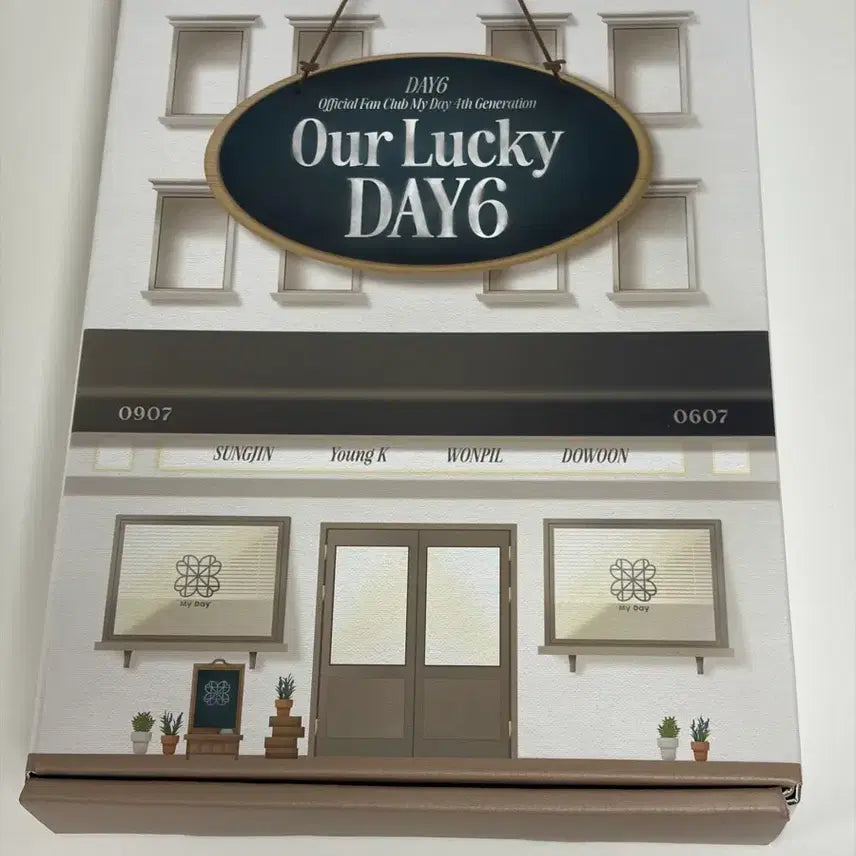 DAY6
Official Fan Club My Day 4th Generation
Our Lucky
DAY6
0907
0607
SUNGJIN Young K WONPIL DOWOON
My Day
My Day